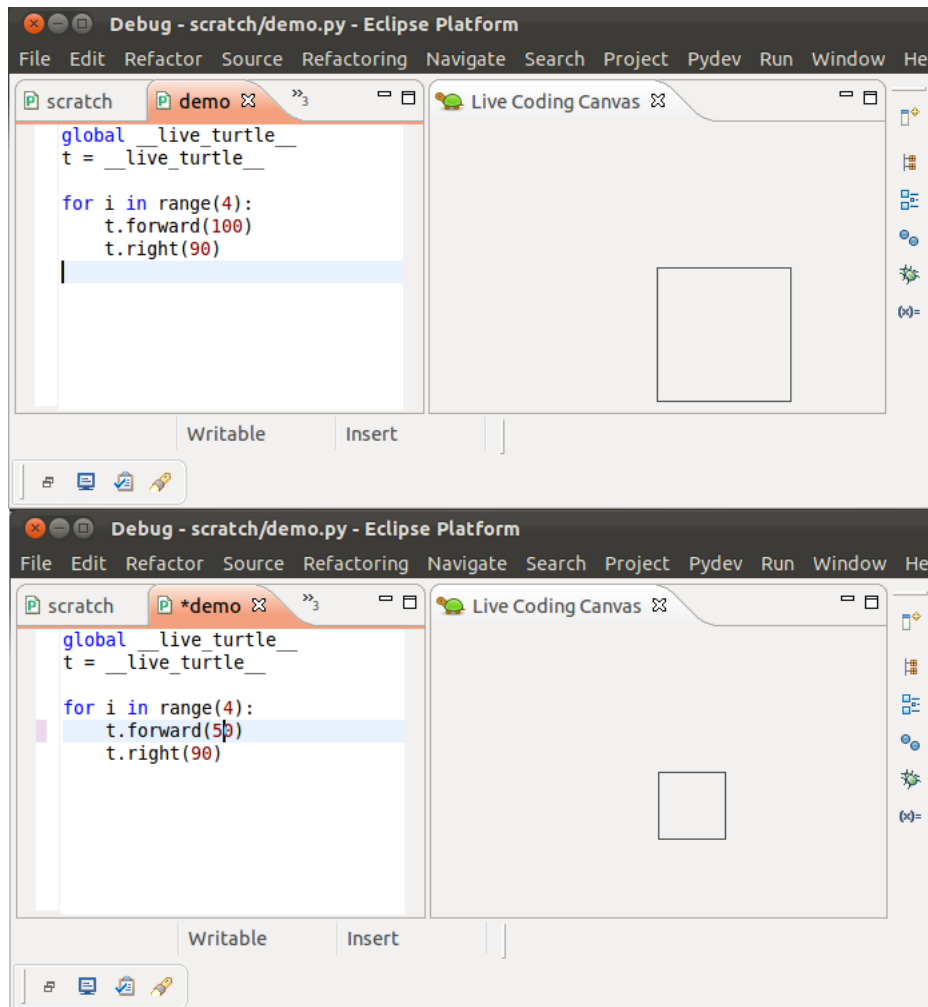 Debug - scratch/demo.py - Eclipse Platform
File Edit Refactor Source Refactoring Navigate Search Project Pydev Run Window He
scratch demo »3 Live Coding Canvas
global __live_turtle__
t = __live_turtle__
for i in range(4):
    t.forward(100)
    t.right(90)
(x)=
Writable Insert
Debug - scratch/demo.py - Eclipse Platform
File Edit Refactor Source Refactoring Navigate Search Project Pydev Run Window He
scratch *demo »3 Live Coding Canvas
global __live_turtle__
t = __live_turtle__
for i in range(4):
    t.forward(50)
    t.right(90)
(x)=
Writable Insert